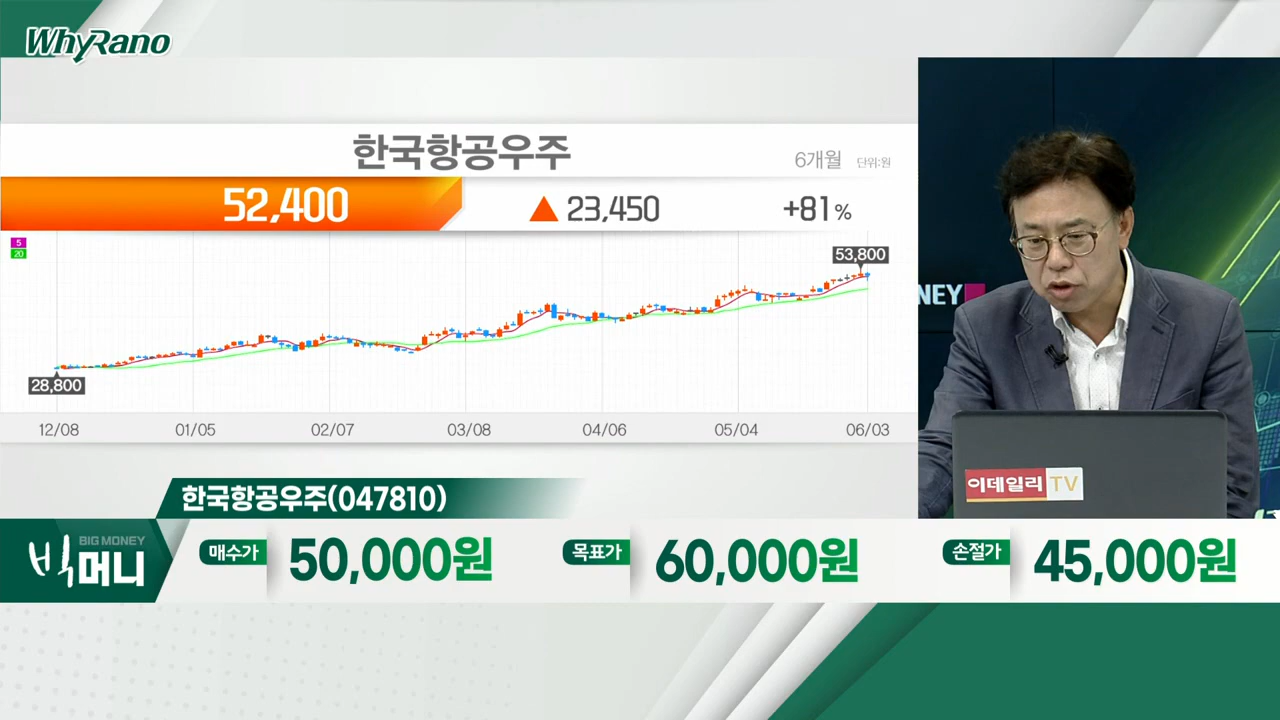 WhyRano
한국항공우주
6개월 단위:원
52,400 ▲ 23,450 +81%
5
20
53,800
28,800
12/08 01/05 02/07 03/08 04/06 05/04 06/03
NEY
이데일리TV
한국항공우주(047810)
BIG MONEY
빅머니
매수가 50,000원 목표가 60,000원 손절가 45,000원